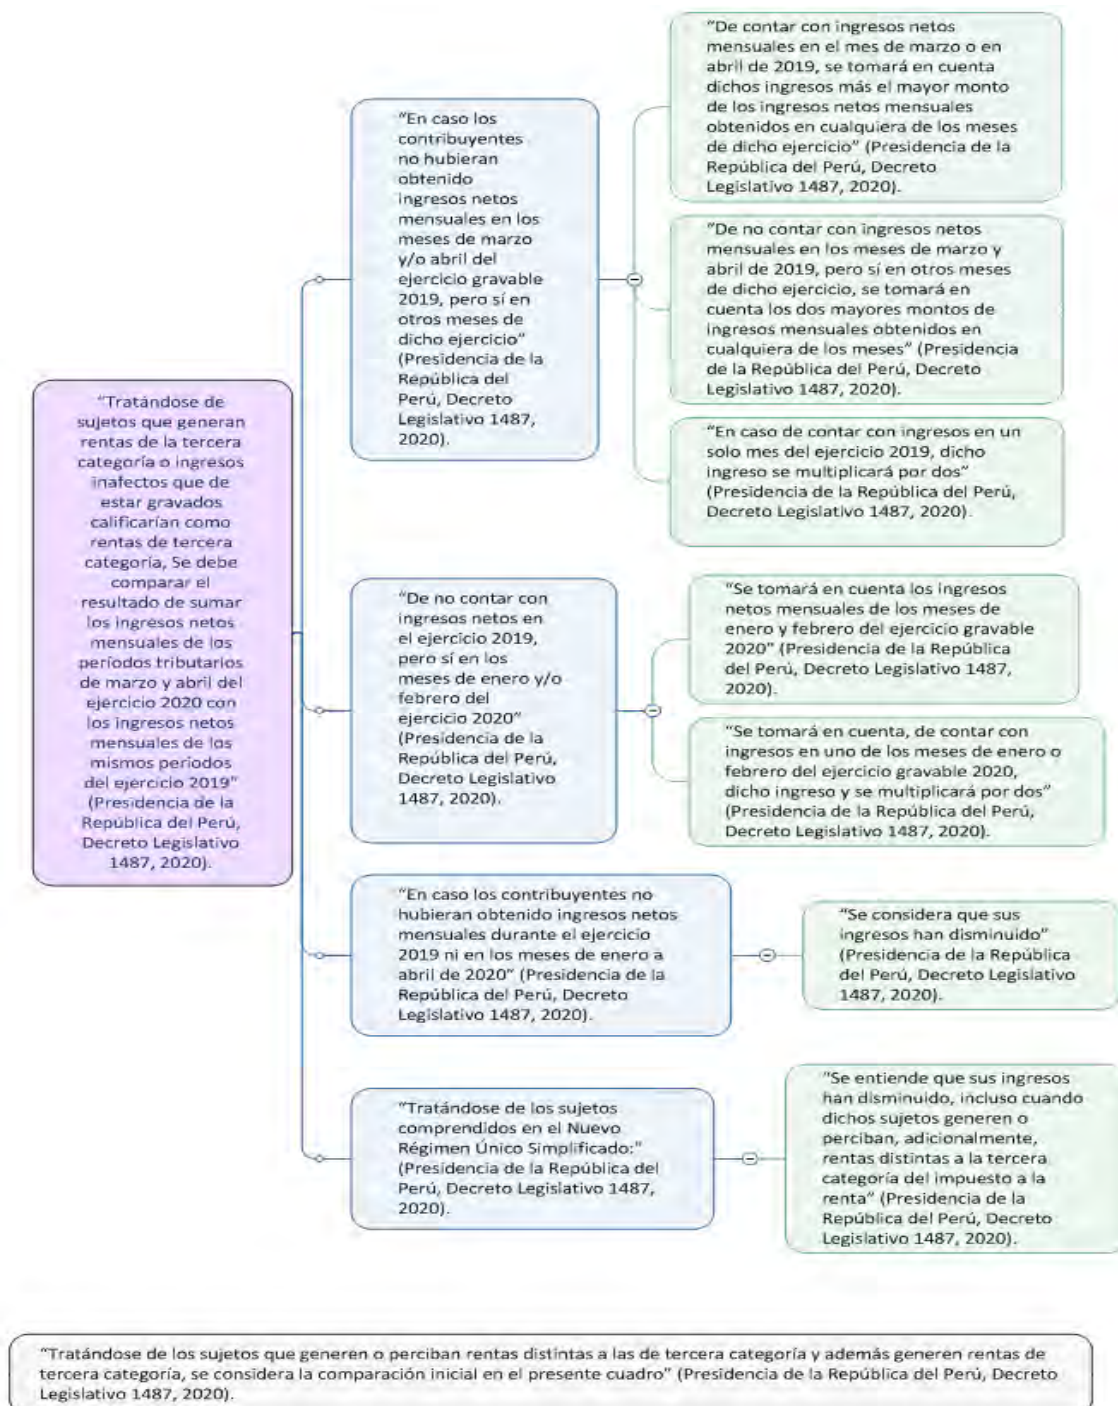 “Tratándose de
sujetos que generan
rentas de la tercera
categoría o ingresos
inafectos que de
estar gravados
calificarían como
rentas de tercera
categoría, Se debe
comparar el
resultado de sumar
los ingresos netos
mensuales de los
períodos tributarios
de marzo y abril del
ejercicio 2020 con
los ingresos netos
mensuales de los
mismos periodos
del ejercicio 2019”
(Presidencia de la
República del Perú,
Decreto Legislativo
1487, 2020).
“En caso los
contribuyentes
no hubieran
obtenido
ingresos netos
mensuales en los
meses de marzo
y/o abril del
ejercicio gravable
2019, pero sí en
otros meses de
dicho ejercicio”
(Presidencia de la
República del
Perú, Decreto
Legislativo 1487,
2020).
“De contar con ingresos netos
mensuales en el mes de marzo o en
abril de 2019, se tomará en cuenta
dichos ingresos más el mayor monto
de los ingresos netos mensuales
obtenidos en cualquiera de los meses
de dicho ejercicio” (Presidencia de la
República del Perú, Decreto
Legislativo 1487, 2020).
“De no contar con ingresos netos
mensuales en los meses de marzo y
abril de 2019, pero sí en otros meses
de dicho ejercicio, se tomará en
cuenta los dos mayores montos de
ingresos mensuales obtenidos en
cualquiera de los meses” (Presidencia
de la República del Perú, Decreto
Legislativo 1487, 2020).
“En caso de contar con ingresos en un
solo mes del ejercicio 2019, dicho
ingreso se multiplicará por dos”
(Presidencia de la República del Perú,
Decreto Legislativo 1487, 2020).
“De no contar con
ingresos netos en
el ejercicio 2019,
pero sí en los
meses de enero y/o
febrero del
ejercicio 2020”
(Presidencia de la
República del Perú,
Decreto Legislativo
1487, 2020).
“Se tomará en cuenta los ingresos
netos mensuales de los meses de
enero y febrero del ejercicio gravable
2020” (Presidencia de la República
del Perú, Decreto Legislativo 1487,
2020).
“Se tomará en cuenta, de contar con
ingresos en uno de los meses de enero o
febrero del ejercicio gravable 2020,
dicho ingreso y se multiplicará por dos”
(Presidencia de la República del Perú,
Decreto Legislativo 1487, 2020).
“En caso los contribuyentes no
hubieran obtenido ingresos netos
mensuales durante el ejercicio
2019 ni en los meses de enero a
abril de 2020” (Presidencia de la
República del Perú, Decreto
Legislativo 1487, 2020).
“Se considera que sus
ingresos han disminuido”
(Presidencia de la República
del Perú, Decreto Legislativo
1487, 2020).
“Tratándose de los sujetos
comprendidos en el Nuevo
Régimen Único Simplificado:”
(Presidencia de la República del
Perú, Decreto Legislativo 1487,
2020).
“Se entiende que sus ingresos
han disminuido, incluso cuando
dichos sujetos generen o
perciban, adicionalmente,
rentas distintas a la tercera
categoría del impuesto a la
renta” (Presidencia de la
República del Perú, Decreto
Legislativo 1487, 2020).
“Tratándose de los sujetos que generen o perciban rentas distintas a las de tercera categoría y además generen rentas de
tercera categoría, se considera la comparación inicial en el presente cuadro” (Presidencia de la República del Perú, Decreto
Legislativo 1487, 2020).